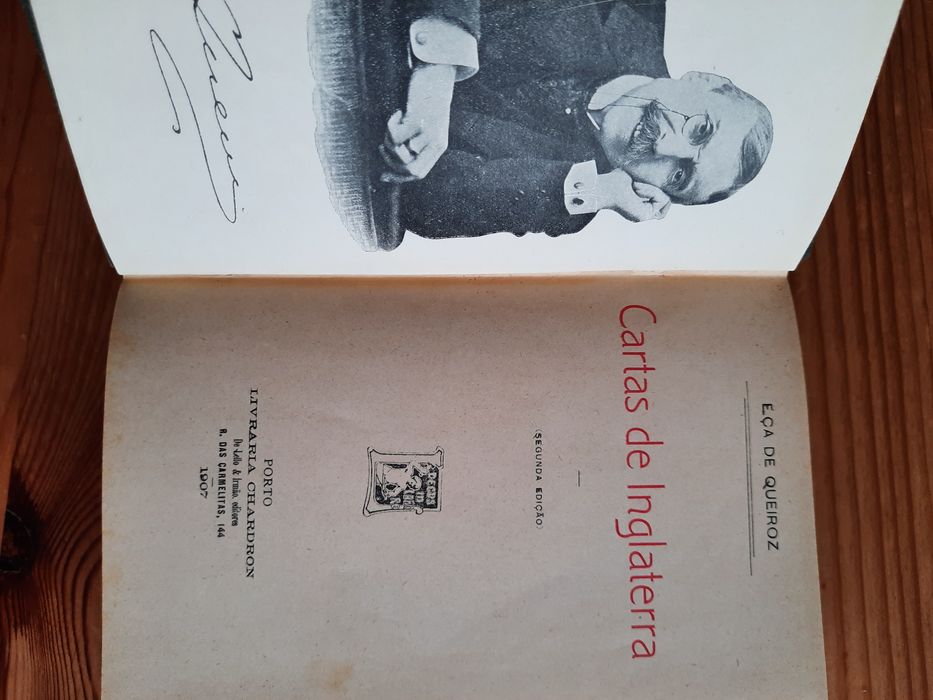 Queiroz
EÇA DE QUEIROZ
Cartas de Inglaterra
(SEGUNDA EDIÇÃO)
PORTO
LIVRARIA CHARDRON
De Lello & Irmão, editores
R. DAS CARMELITAS, 144
1907